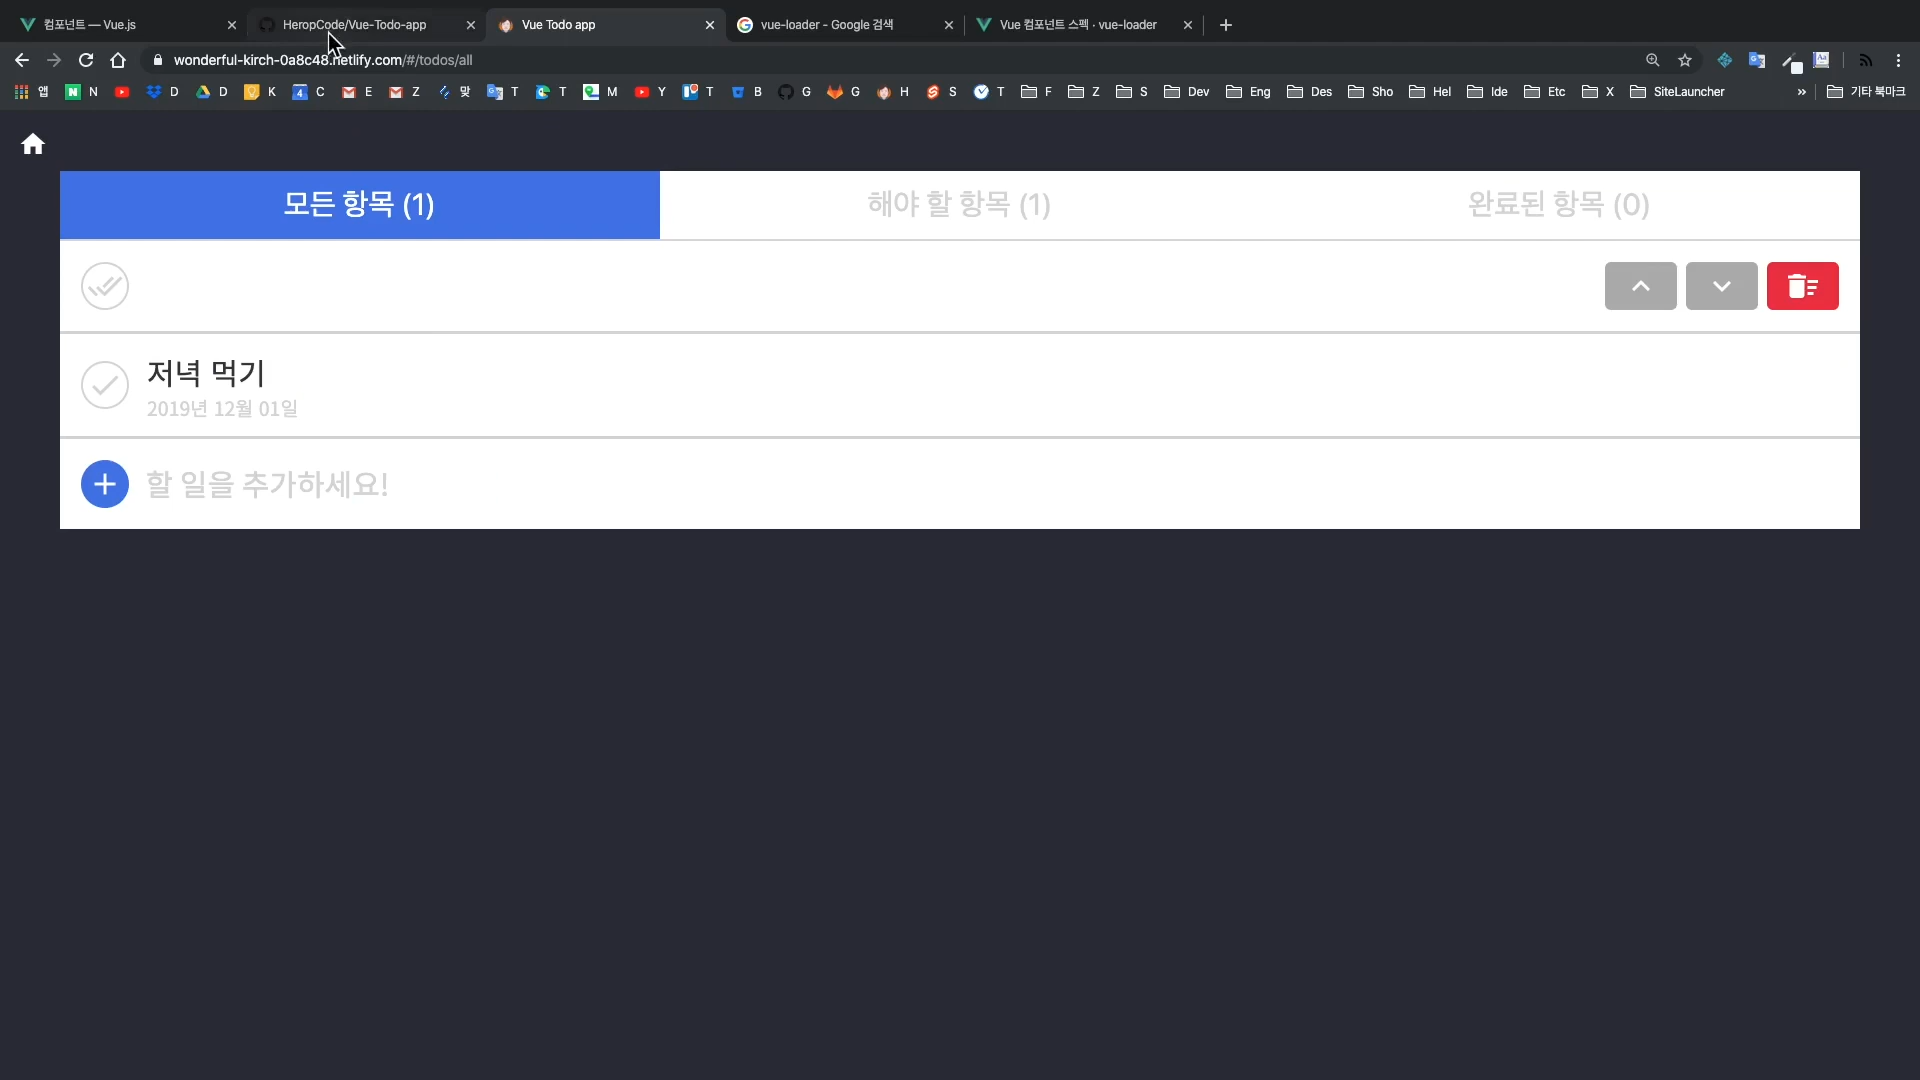 컴포넌트 — Vue.js
HeropCode/Vue-Todo-app
Vue Todo app
vue-loader - Google 검색
Vue 컴포넌트 스펙 · vue-loader
wonderful-kirch-0a8c48.netlify.com/#/todos/all
앱 N D D K C E Z 맞 T T M Y T B G G H S T F Z S Dev Eng Des Sho Hel Ide Etc X SiteLauncher » 기타 북마크
모든 항목 (1)
해야 할 항목 (1)
완료된 항목 (0)
저녁 먹기
2019년 12월 01일
할 일을 추가하세요!